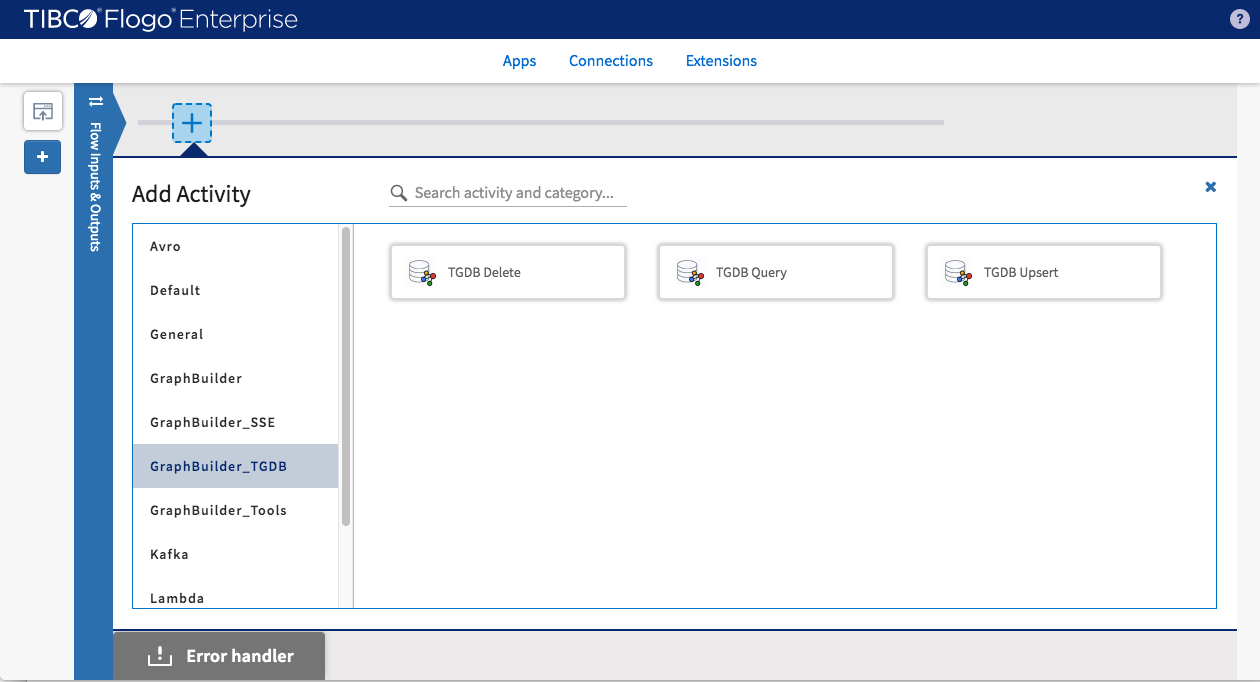 TIBCO® Flogo® Enterprise
?
Apps Connections Extensions
Flow Inputs & Outputs
Add Activity
Search activity and category...
Avro
Default
General
GraphBuilder
GraphBuilder_SSE
GraphBuilder_TGDB
GraphBuilder_Tools
Kafka
Lambda
TGDB Delete
TGDB Query
TGDB Upsert
Error handler